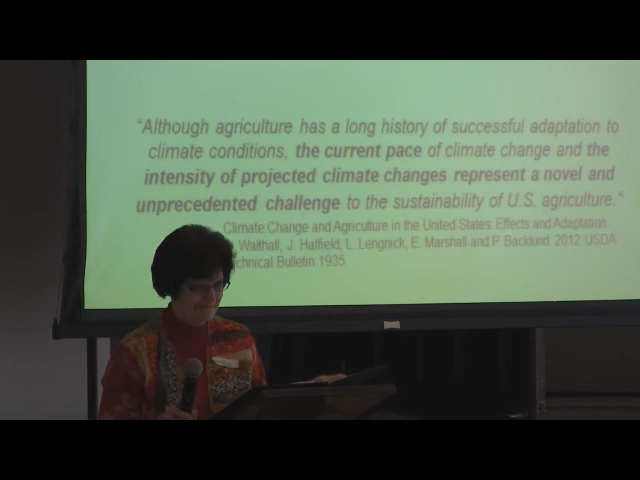 “Although agriculture has a long history of successful adaptation to
climate conditions, the current pace of climate change and the
intensity of projected climate changes represent a novel and
unprecedented challenge to the sustainability of U.S. agriculture.“
Climate Change and Agriculture in the United States: Effects and Adaptation
Walthall, J. Hatfield, L. Lengnick, E. Marshall and P. Backlund. 2012 USDA
chnical Bulletin 1935